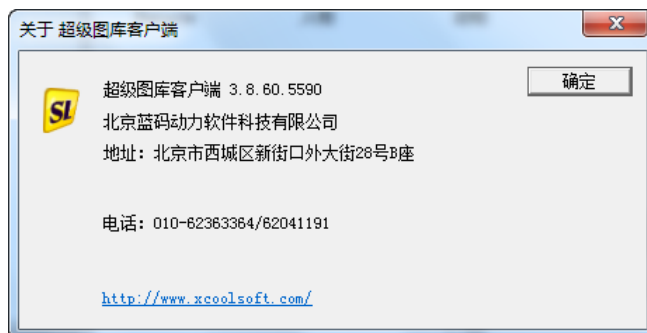 关于 超级图库客户端
超级图库客户端 3.8.60.5590
确定
SL
北京蓝码动力软件科技有限公司
地址：北京市西城区新街口外大街28号B座
电话：010-62363364/62041191
http://www.xcoolsoft.com/